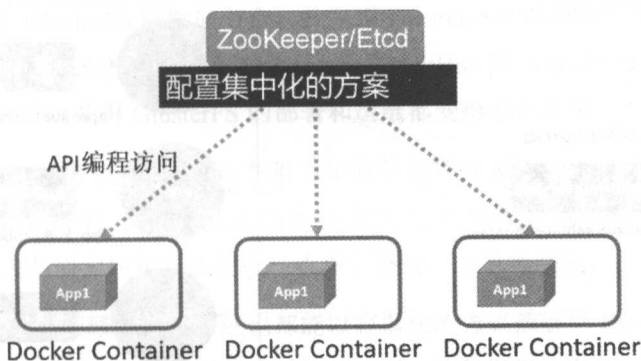 ZooKeeper/Etcd
配置集中化的方案
API编程访问
App1
App1
App1
Docker Container
Docker Container
Docker Container